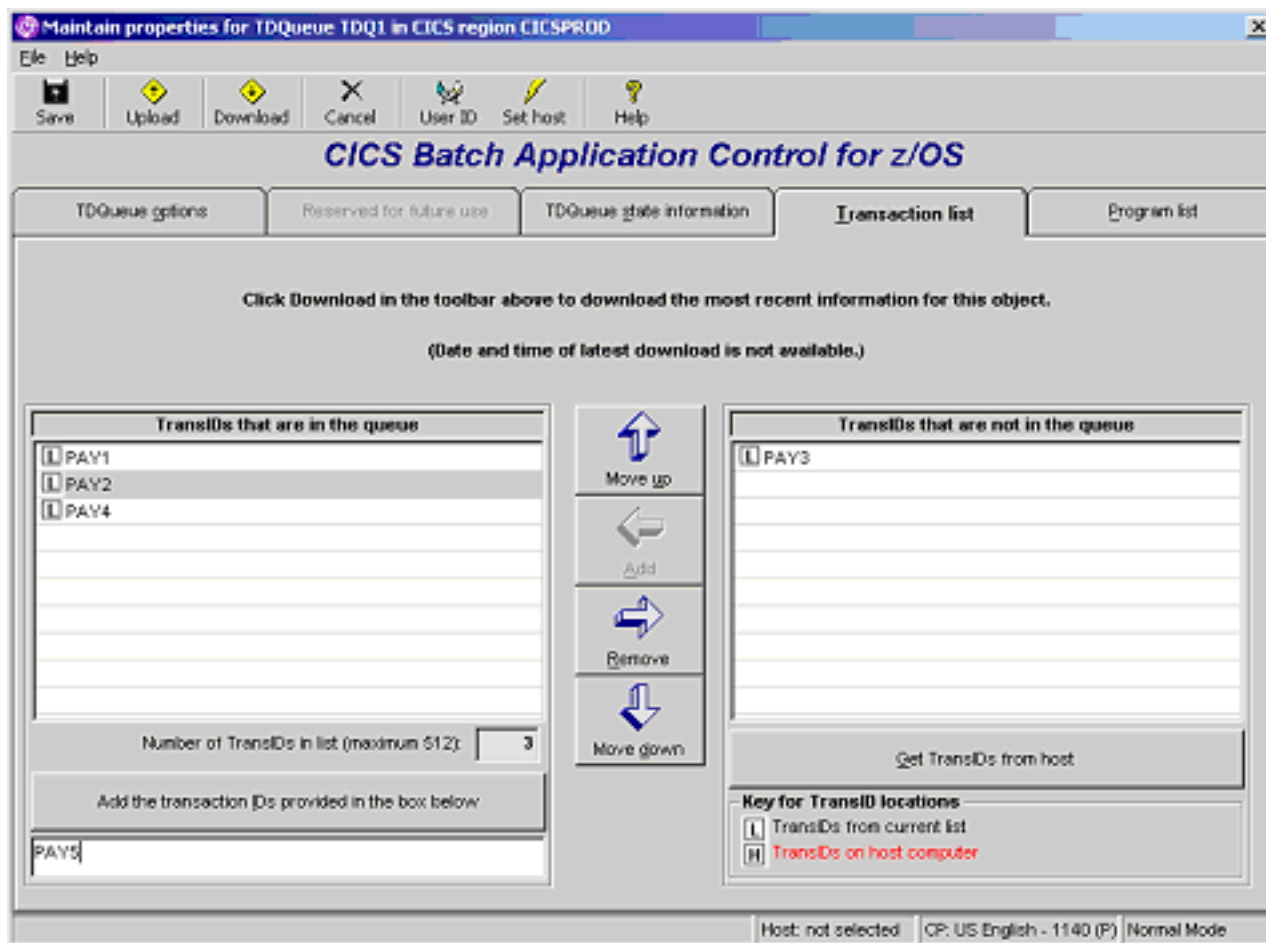 Maintain properties for TDQueue TDQ1 in CICS region CICSPROD
File Help
Save Upload Download Cancel User ID Set host Help
CICS Batch Application Control for z/OS
TDQueue options Reserved for future use TDQueue state information Transaction list Program list
Click Download in the toolbar above to download the most recent information for this object.
(Date and time of latest download is not available.)
TransIDs that are in the queue
L PAY1
L PAY2
L PAY4
Number of TransIDs in list (maximum 512): 3
Add the transaction IDs provided in the box below
PAY5
Move up
Add
Remove
Move down
TransIDs that are not in the queue
L PAY3
Get TransIDs from host
Key for TransID locations
L TransIDs from current list
H TransIDs on host computer
Host: not selected CP: US English - 1140 (P) Normal Mode